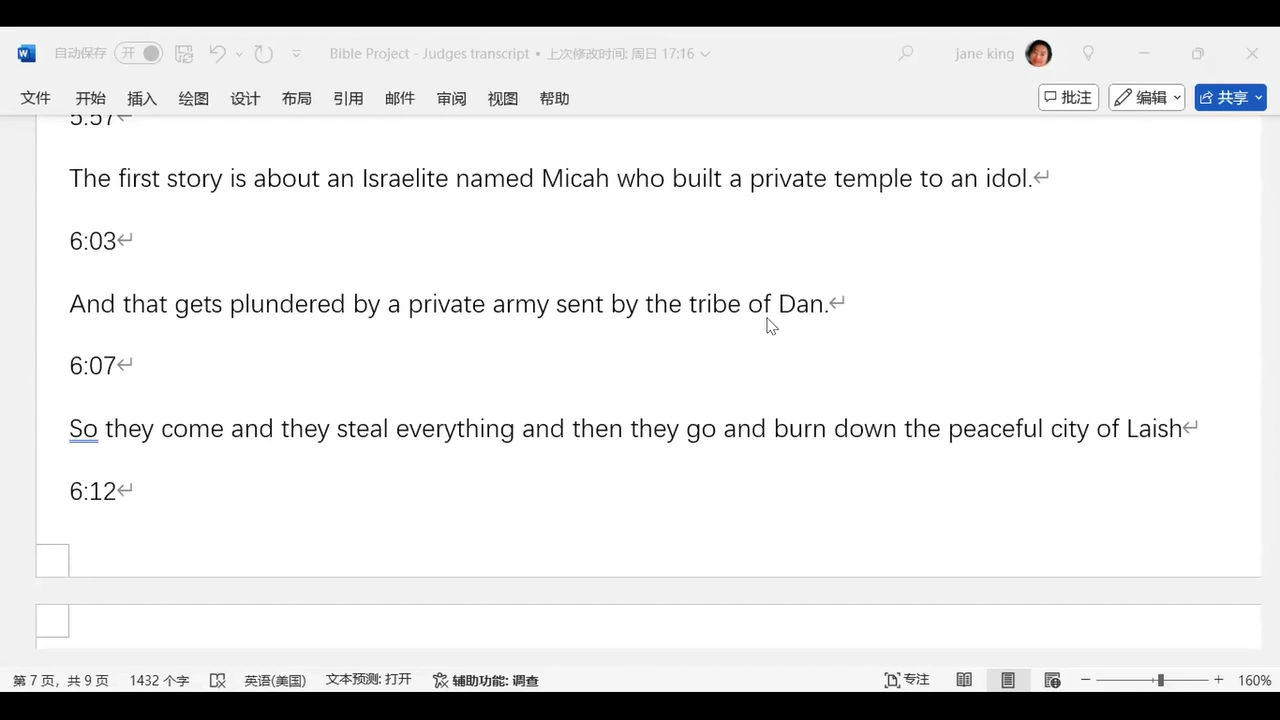 自动保存 开 Bible Project - Judges transcript • 上次修改时间: 周日 17:16 jane king
文件 开始 插入 绘图 设计 布局 引用 邮件 审阅 视图 帮助 批注 编辑 共享
5:57
The first story is about an Israelite named Micah who built a private temple to an idol.
6:03
And that gets plundered by a private army sent by the tribe of Dan.
6:07
So they come and they steal everything and then they go and burn down the peaceful city of Laish
6:12
第 7 页，共 9 页 1432 个字 英语(美国) 文本预测: 打开 辅助功能: 调查 专注 160%